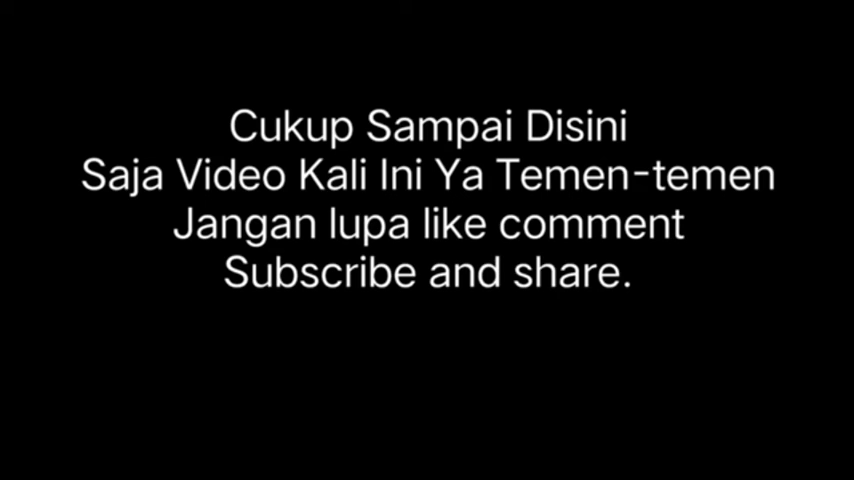 Cukup Sampai Disini
Saja Video Kali Ini Ya Temen-temen
Jangan lupa like comment
Subscribe and share.